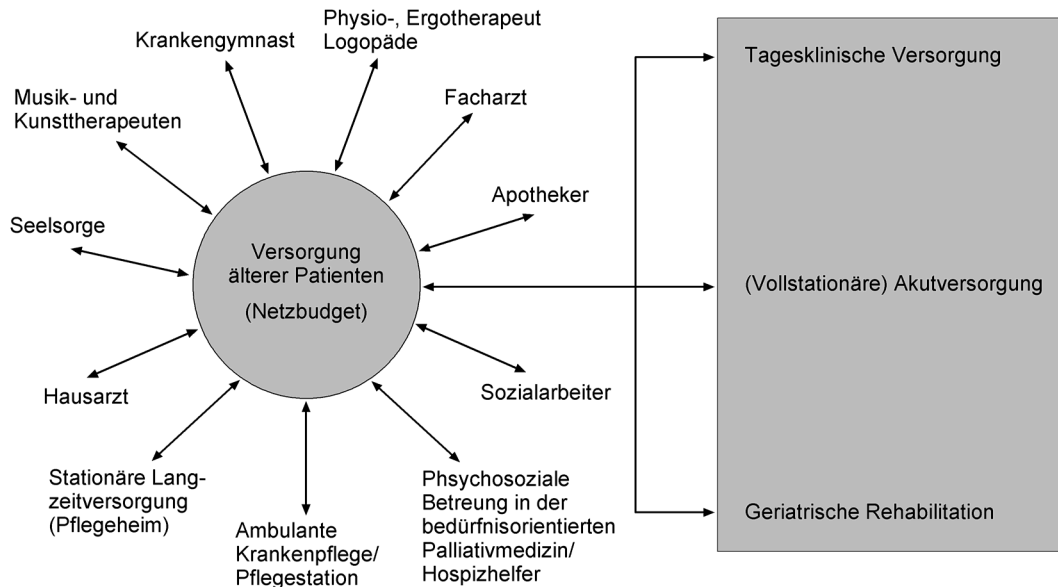 Physio-, Ergotherapeut
Logopäde
Krankengymnast
Musik- und
Kunsttherapeuten
Facharzt
Seelsorge
Apotheker
Versorgung
älterer Patienten
(Netzbudget)
Hausarzt
Sozialarbeiter
Stationäre Lang-
zeitversorgung
(Pflegeheim)
Ambulante
Krankenpflege/
Pflegestation
Phsychosoziale
Betreung in der
bedürfnisorientierten
Palliativmedizin/
Hospizhelfer
Tagesklinische Versorgung
(Vollstationäre) Akutversorgung
Geriatrische Rehabilitation